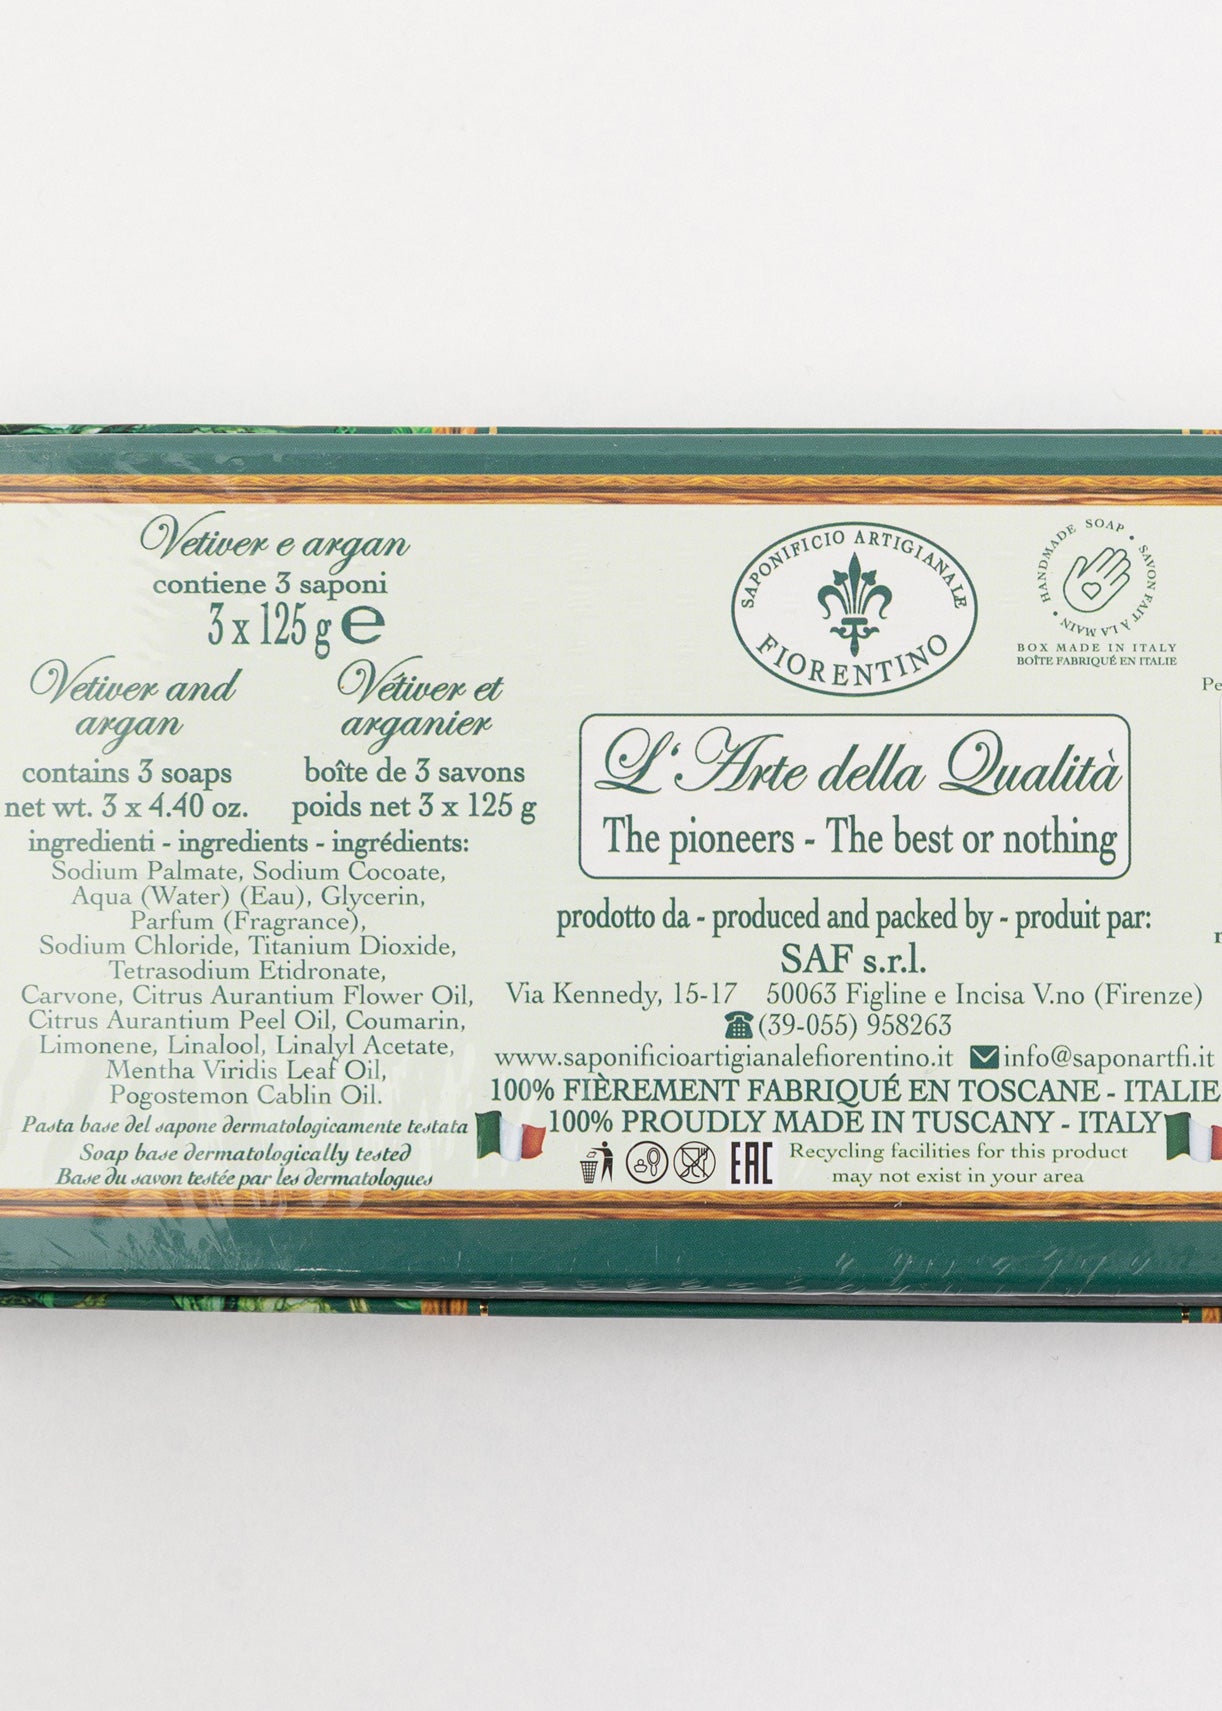 Vetiver e argan
contiene 3 saponi
3 x 125 g e
Vetiver and
argan
contains 3 soaps
net wt. 3 x 4.40 oz.
Vétiver et
arganier
boîte de 3 savons
poids net 3 x 125 g
ingredienti - ingredients - ingrédients:
Sodium Palmate, Sodium Cocoate,
Aqua (Water) (Eau), Glycerin,
Parfum (Fragrance),
Sodium Chloride, Titanium Dioxide,
Tetrasodium Etidronate,
Carvone, Citrus Aurantium Flower Oil,
Citrus Aurantium Peel Oil, Coumarin,
Limonene, Linalool, Linalyl Acetate,
Mentha Viridis Leaf Oil,
Pogostemon Cablin Oil.
Pasta base del sapone dermatologicamente testata
Soap base dermatologically tested
Base du savon testée par les dermatologues
SAPONIFICIO ARTIGIANALE
FIORENTINO
HANDMADE SOAP • SAVON FAIT À LA MAIN •
BOX MADE IN ITALY
BOÎTE FABRIQUÉ EN ITALIE
L'Arte della Qualità
The pioneers - The best or nothing
prodotto da - produced and packed by - produit par:
SAF s.r.l.
Via Kennedy, 15-17 50063 Figline e Incisa V.no (Firenze)
(39-055) 958263
www.saponificioartigianalefiorentino.it info@saponartfi.it
100% FIÈREMENT FABRIQUÉ EN TOSCANE - ITALIE
100% PROUDLY MADE IN TUSCANY - ITALY
EAC
Recycling facilities for this product
may not exist in your area
Pe